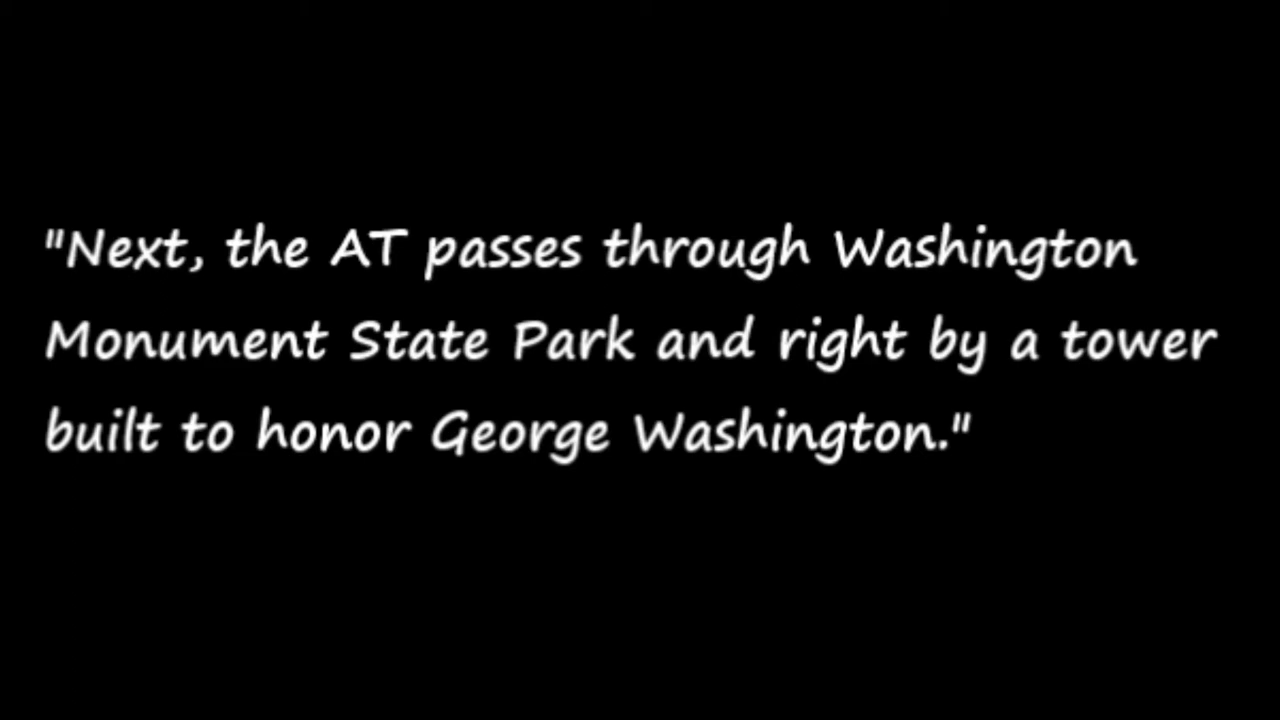 "Next, the AT passes through Washington
Monument State Park and right by a tower
built to honor George Washington."